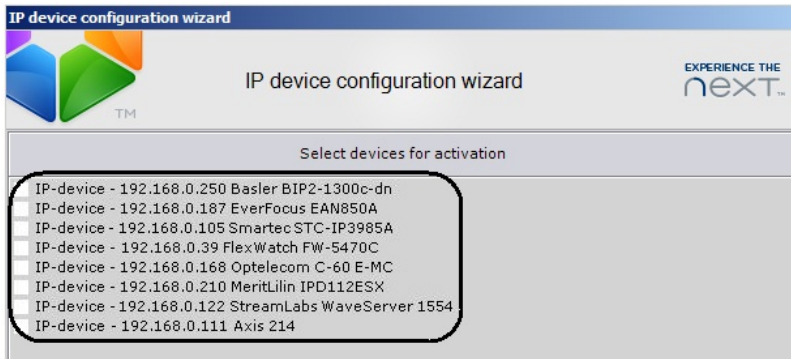 IP device configuration wizard
TM
IP device configuration wizard
EXPERIENCE THE
next™
Select devices for activation
IP-device - 192.168.0.250 Basler BIP2-1300c-dn
IP-device - 192.168.0.187 EverFocus EAN850A
IP-device - 192.168.0.105 Smartec STC-IP3985A
IP-device - 192.168.0.39 FlexWatch FW-5470C
IP-device - 192.168.0.168 Optelecom C-60 E-MC
IP-device - 192.168.0.210 MeritLilin IPD112ESX
IP-device - 192.168.0.122 StreamLabs WaveServer 1554
IP-device - 192.168.0.111 Axis 214